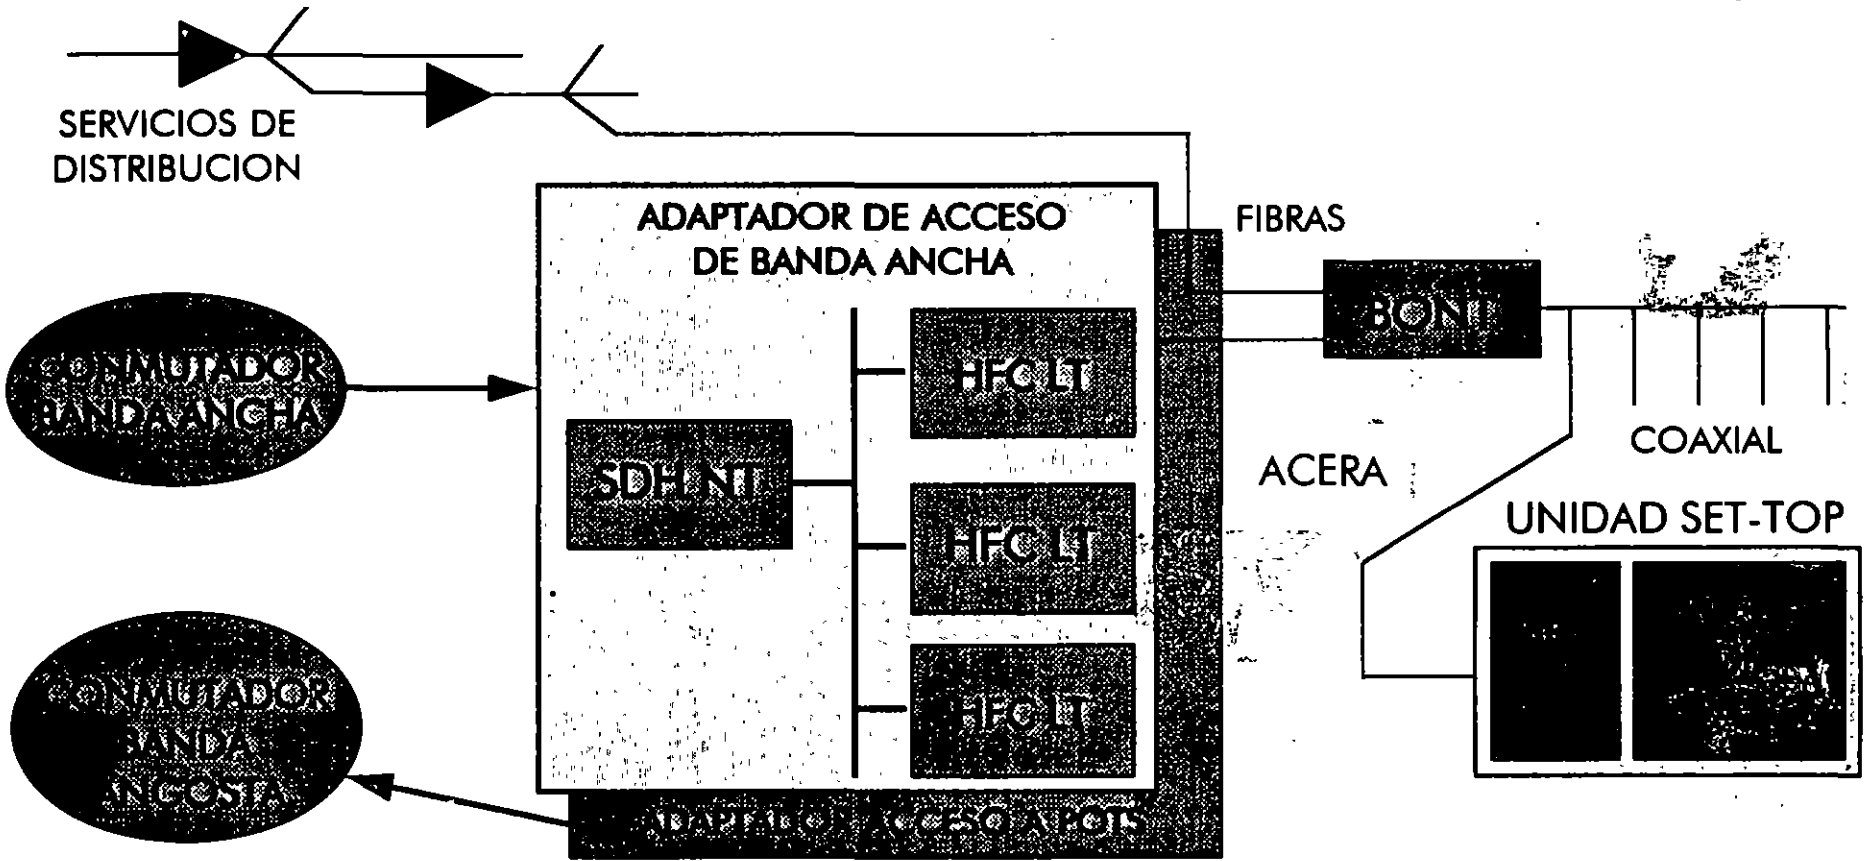 SERVICIOS DE
DISTRIBUCION
ADAPTADOR DE ACCESO
DE BANDA ANCHA
FIBRAS
BONT
CONMUTADOR
BANDA ANCHA
HFC LT
SDH NT
COAXIAL
ACERA
UNIDAD SET-TOP
HFC LT
CONMUTADOR
BANDA
ANGOSTA
HFC LT
ADAPTADOR ACCESO A POTS